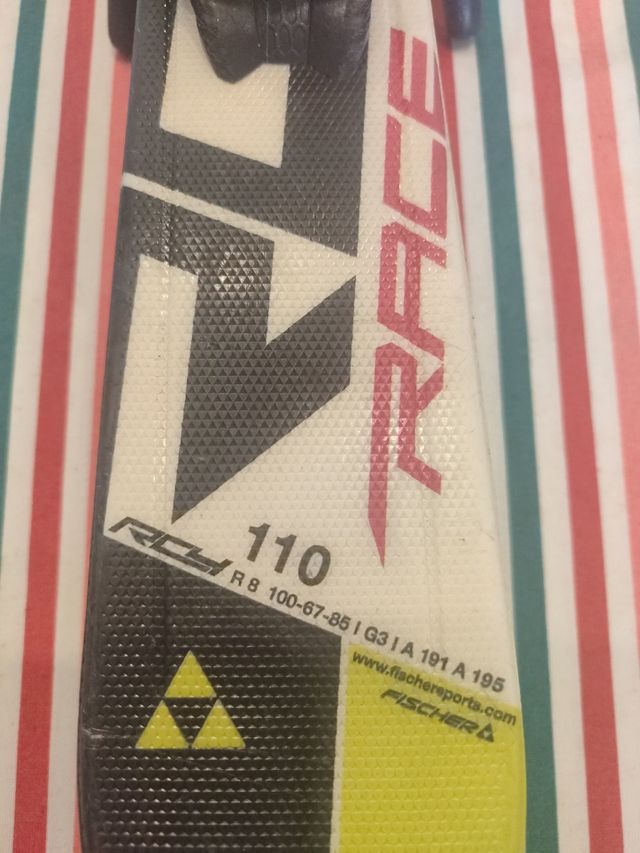 RACE
RC4
110
R 8 100-67-85 I G3 I A 191 A 195
www.fischersports.com
FISCHER